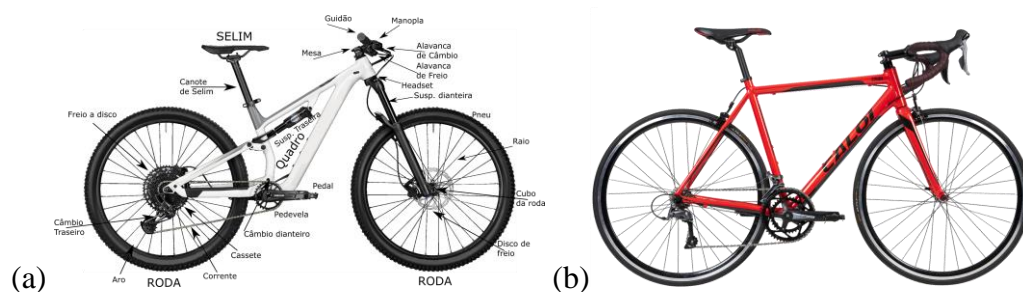 Guidão
Manopla
SELIM
Mesa
Alavanca
de Câmbio
Alavanca
de Freio
Headset
Susp. dianteira
Canote
de Selim
Freio a disco
Susp. Traseira
Quadro
Pneu
Raio
Pedal
Cubo
da roda
Pedevela
Câmbio
Traseiro
Câmbio dianteiro
Cassete
Disco de
freio
Corrente
Aro
RODA
RODA
(a)
CALOI
(b)